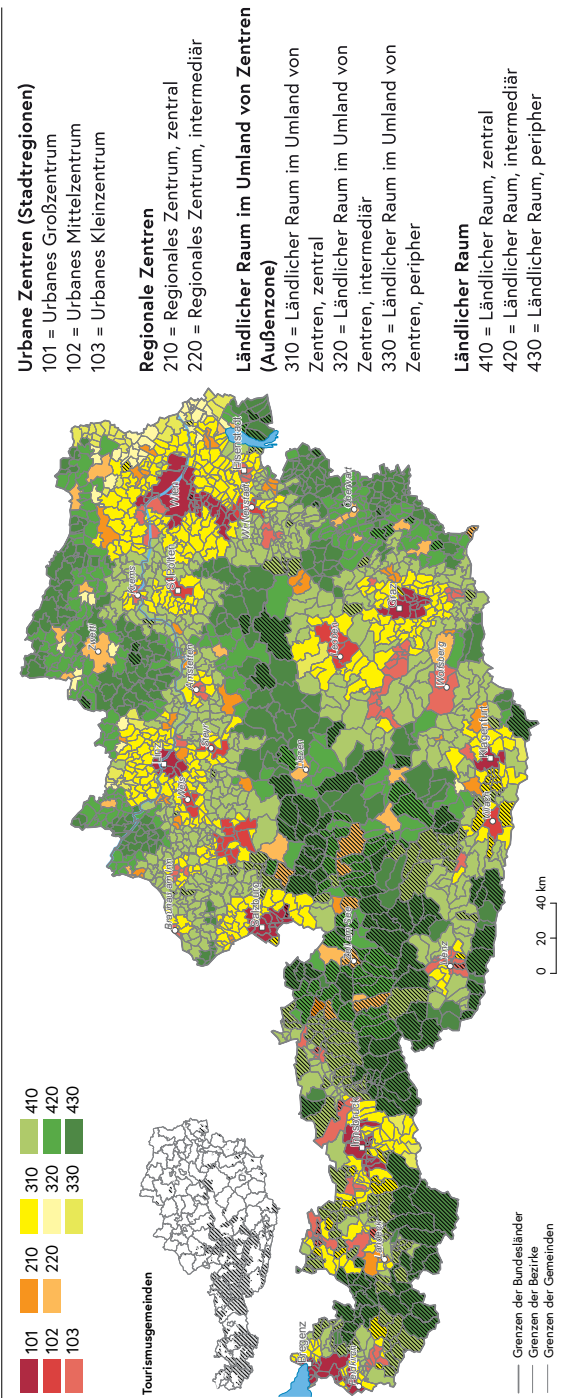 101
102
103
210
220
310
320
330
410
420
430
Urbane Zentren (Stadtregionen)
101 = Urbanes Großzentrum
102 = Urbanes Mittelzentrum
103 = Urbanes Kleinzentrum
Regionale Zentren
210 = Regionales Zentrum, zentral
220 = Regionales Zentrum, intermediär
Ländlicher Raum im Umland von Zentren
(Außenzone)
310 = Ländlicher Raum im Umland von
Zentren, zentral
320 = Ländlicher Raum im Umland von
Zentren, intermediär
330 = Ländlicher Raum im Umland von
Zentren, peripher
Ländlicher Raum
410 = Ländlicher Raum, zentral
420 = Ländlicher Raum, intermediär
430 = Ländlicher Raum, peripher
Tourismusgemeinden
Zwettl
Krems
Linz
Wien
St. Pölten
Wels
Amstetten
Braunau am Inn
Steyr
Eisenstadt
Wr. Neustadt
Salzburg
Liezen
Leoben
Oberwart
Bregenz
Feldkirch
Landeck
Innsbruck
Zell am See
Graz
Wolfsberg
Lienz
Villach
Klagenfurt
Grenzen der Bundesländer
Grenzen der Bezirke
Grenzen der Gemeinden
0 20 40 km